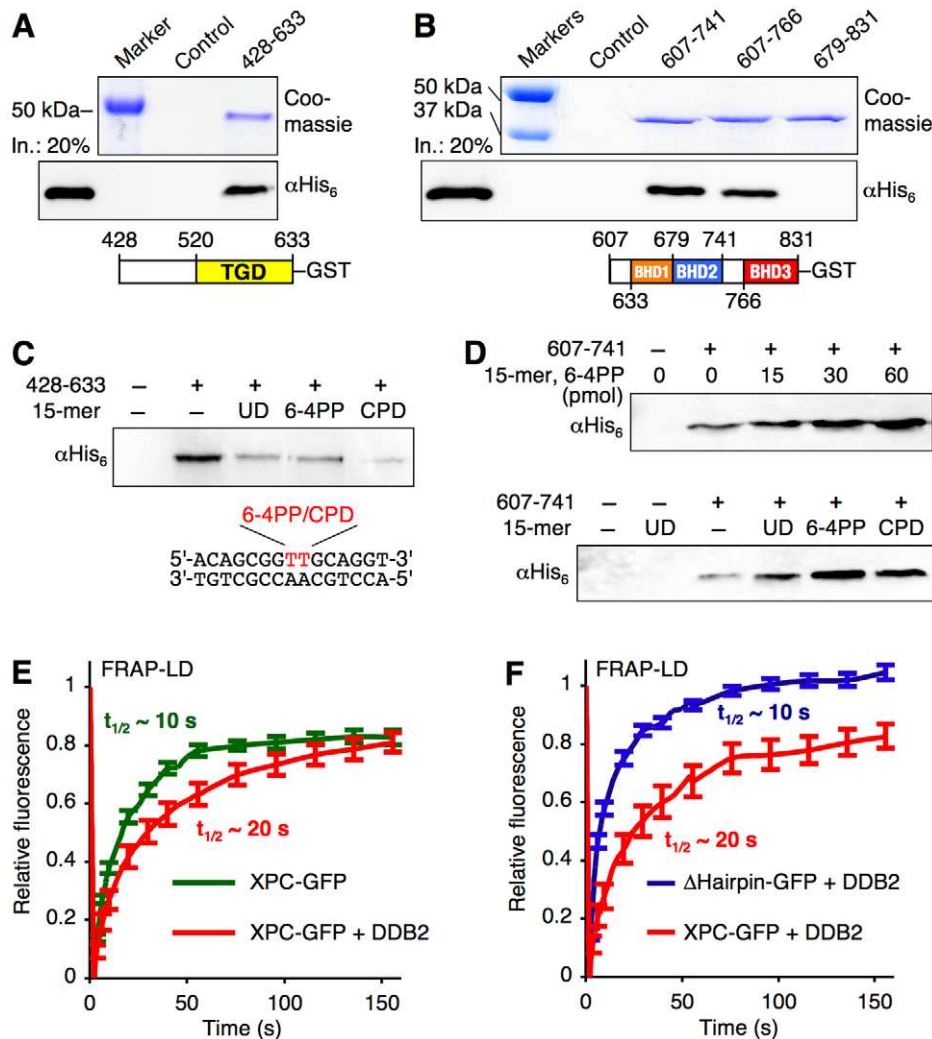 A
Marker
Control
428-633
50 kDa
Coo-
massie
In.: 20%
αHis6
428 520 633
TGD
GST
B
Markers
Control
607-741
607-766
679-831
50 kDa
37 kDa
Coo-
massie
In.: 20%
αHis6
607 679 741 831
BHD1 BHD2 BHD3
GST
633 766
C
428-633 – + + + +
15-mer – – UD 6-4PP CPD
αHis6
6-4PP/CPD
5'-ACAGCGGTTGCAGGT-3'
3'-TGTCGCCAACGTCCA-5'
D
607-741 – + + + +
15-mer, 6-4PP 0 0 15 30 60
(pmol)
αHis6
607-741 – – + + + +
15-mer – UD – UD 6-4PP CPD
αHis6
E
FRAP-LD
Relative fluorescence
1
0.8
0.6
0.4
0.2
0
t1/2 ~ 10 s
t1/2 ~ 20 s
XPC-GFP
XPC-GFP + DDB2
0 50 100 150
Time (s)
F
FRAP-LD
Relative fluorescence
1
0.8
0.6
0.4
0.2
0
t1/2 ~ 10 s
t1/2 ~ 20 s
ΔHairpin-GFP + DDB2
XPC-GFP + DDB2
0 50 100 150
Time (s)